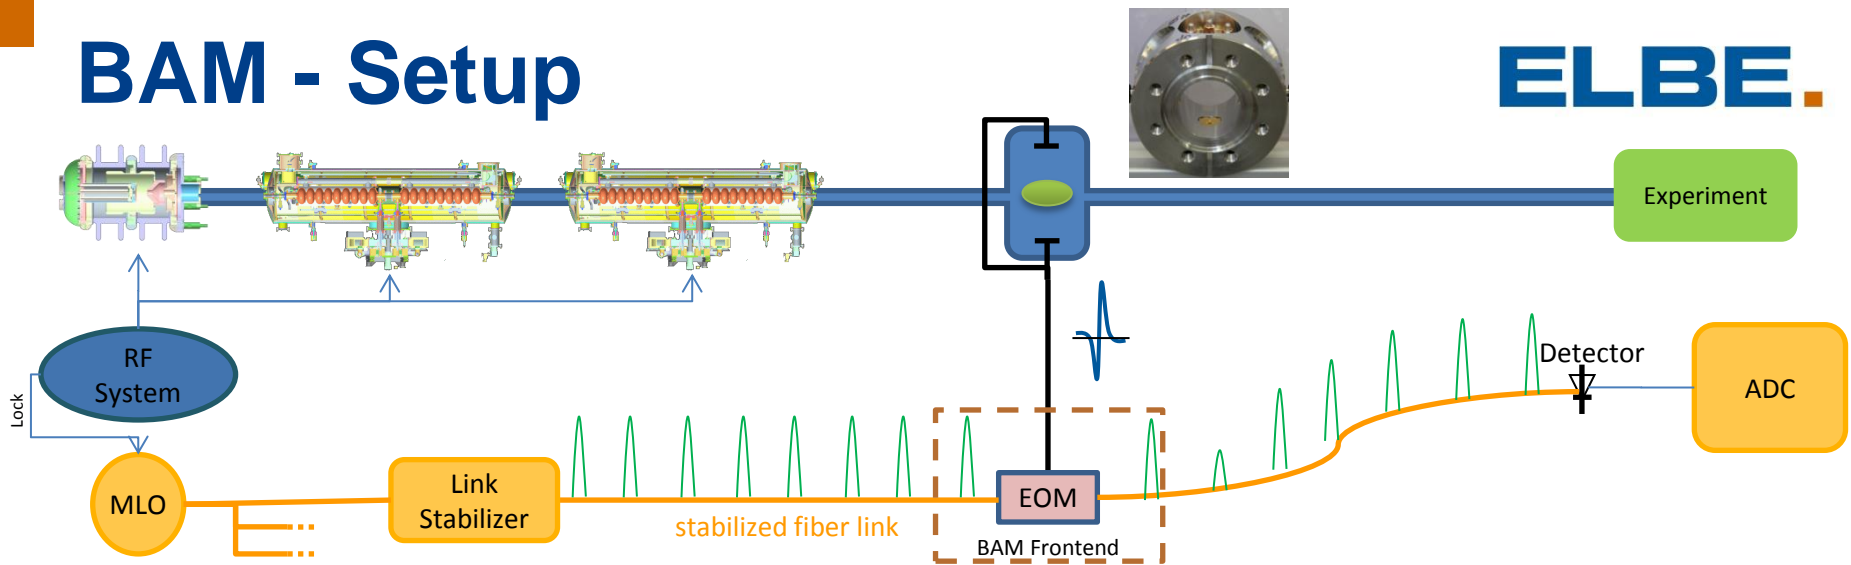 BAM - Setup
ELBE.
Experiment
RF
System
Lock
Detector
ADC
MLO
Link
Stabilizer
stabilized fiber link
EOM
BAM Frontend